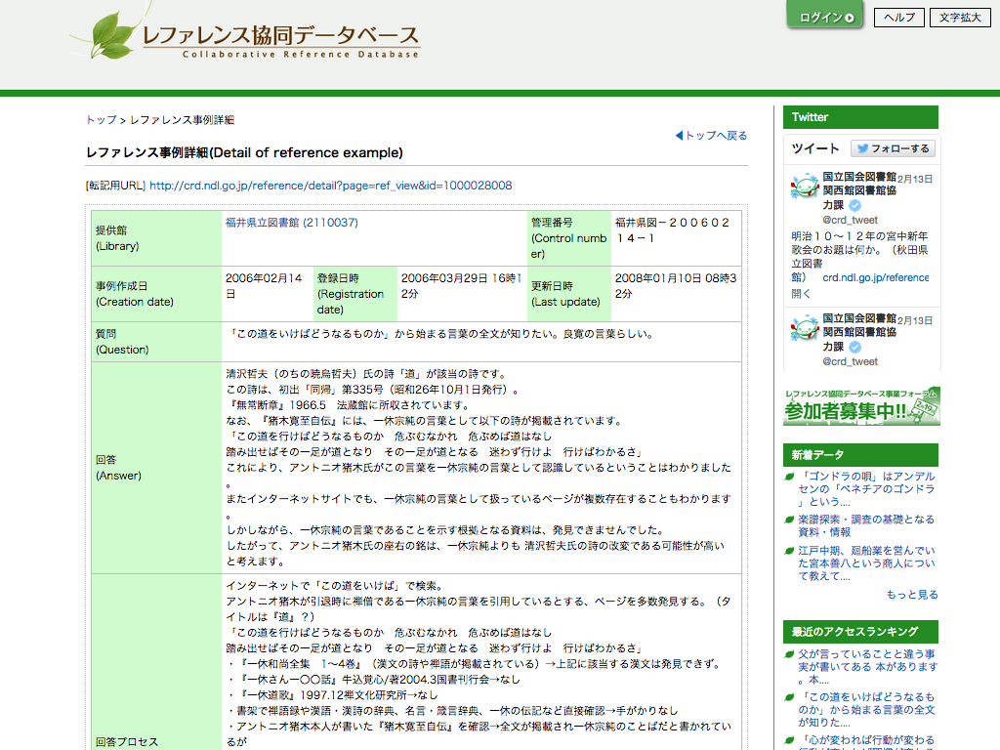 レファレンス協同データベース
Collaborative Reference Database
ログイン
ヘルプ
文字拡大
トップ > レファレンス事例詳細
◀トップへ戻る
レファレンス事例詳細(Detail of reference example)
[転記用URL] http://crd.ndl.go.jp/reference/detail?page=ref_view&id=1000028008
提供館
(Library)
福井県立図書館 (2110037)
管理番号
(Control numb
er)
福井県図－２００６０２
１４－１
事例作成日
(Creation date)
2006年02月14
日
登録日時
(Registration
date)
2006年03月29日 16時1
2分
更新日時
(Last update)
2008年01月10日 08時3
2分
質問
(Question)
「この道をいけばどうなるものか」から始まる言葉の全文が知りたい。良寛の言葉らしい。
回答
(Answer)
清沢哲夫（のちの暁烏哲夫）氏の詩「道」が該当の詩です。
この詩は、初出「同帰」第335号（昭和26年10月1日発行）。
『無常断章』1966.5　法蔵館に所収されています。
なお、『猪木寛至自伝』には、一休宗純の言葉として以下の詩が掲載されています。
「この道を行けばどうなるものか　危ぶむなかれ　危ぶめば道はなし
踏み出せばその一足が道となり　その一足が道となる　迷わず行けよ　行けばわかるさ」
これにより、アントニオ猪木氏がこの言葉を一休宗純の言葉として認識しているということはわかりました
。
またインターネットサイトでも、一休宗純の言葉として扱っているページが複数存在することもわかります
。
しかしながら、一休宗純の言葉であることを示す根拠となる資料は、発見できませんでした。
したがって、アントニオ猪木氏の座右の銘は、一休宗純よりも 清沢哲夫氏の詩の改変である可能性が高い
と考えます。
回答プロセス
インターネットで「この道をいけば」で検索。
アントニオ猪木が引退時に禅僧である一休宗純の言葉を引用しているとする、ページを多数発見する。（タ
イトルは『道』？）
「この道を行けばどうなるものか　危ぶむなかれ　危ぶめば道はなし
踏み出せばその一足が道となり　その一足が道となる　迷わず行けよ　行けばわかるさ」
・『一休和尚全集　1〜4巻』（漢文の詩や禅語が掲載されている）→上記に該当する漢文は発見できず。
・『一休さん一〇〇話』牛込覚心/著2004.3国書刊行会→なし
・『一休道歌』1997.12禅文化研究所→なし
・書架で禅語録や漢語・漢詩の辞典、名言・箴言辞典、一休の伝記など直接確認→手がかりなし
・アントニオ猪木本人が書いた『猪木寛至自伝』を確認→全文が掲載され一休宗純のことばだと書かれてい
るが
Twitter
ツイート
フォローする
国立国会図書館
関西館図書館協
力課
2月13日
@crd_tweet
明治１０〜１２年の宮中新年
歌会のお題は何か。（秋田県
立図書
館）　crd.ndl.go.jp/reference
開く
国立国会図書館
関西館図書館協
力課
2月13日
@crd_tweet
レファレンス協同データベース事業フォーラム
参加者募集中!!
2月19日
新着データ
「ゴンドラの唄」はアンデル
センの「ベネチアのゴンドラ
」という....
楽譜探索・調査の基礎となる
資料・情報
江戸中期、廻船業を営んでい
た宮本善八という商人につい
て教えて....
もっと見る
最近のアクセスランキング
父が言っていることと違う事
実が書いてある 本があります
。本....
「この道をいけばどうなるも
のか」から始まる言葉の全文
が知りた....
「心が変われば行動が変わる